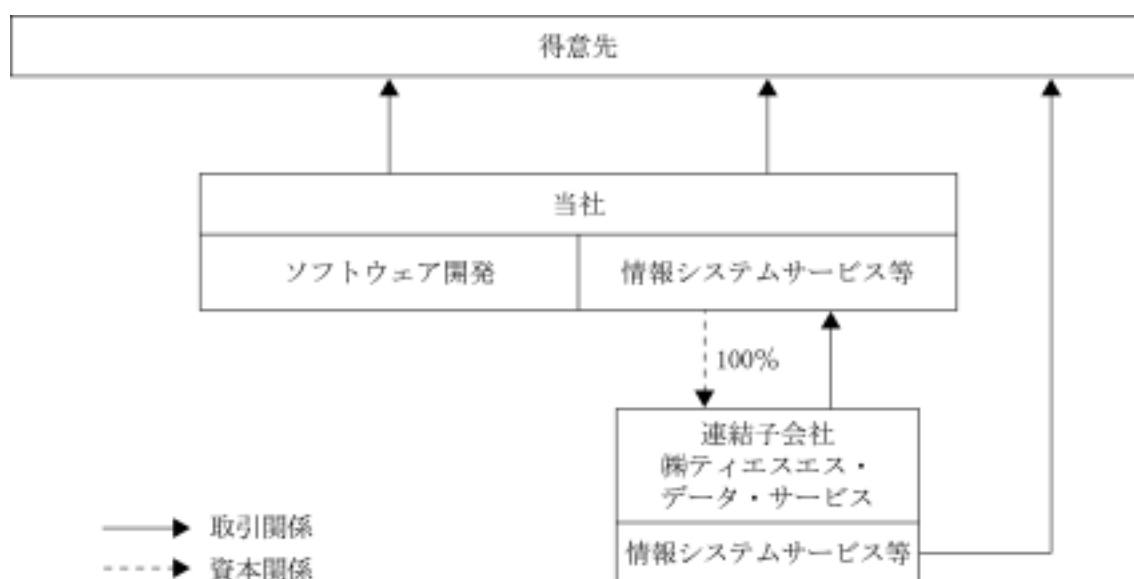 得意先
当社
ソフトウェア開発
情報システムサービス等
100%
連結子会社
㈱ティエスエス・
データ・サービス
情報システムサービス等
取引関係
資本関係